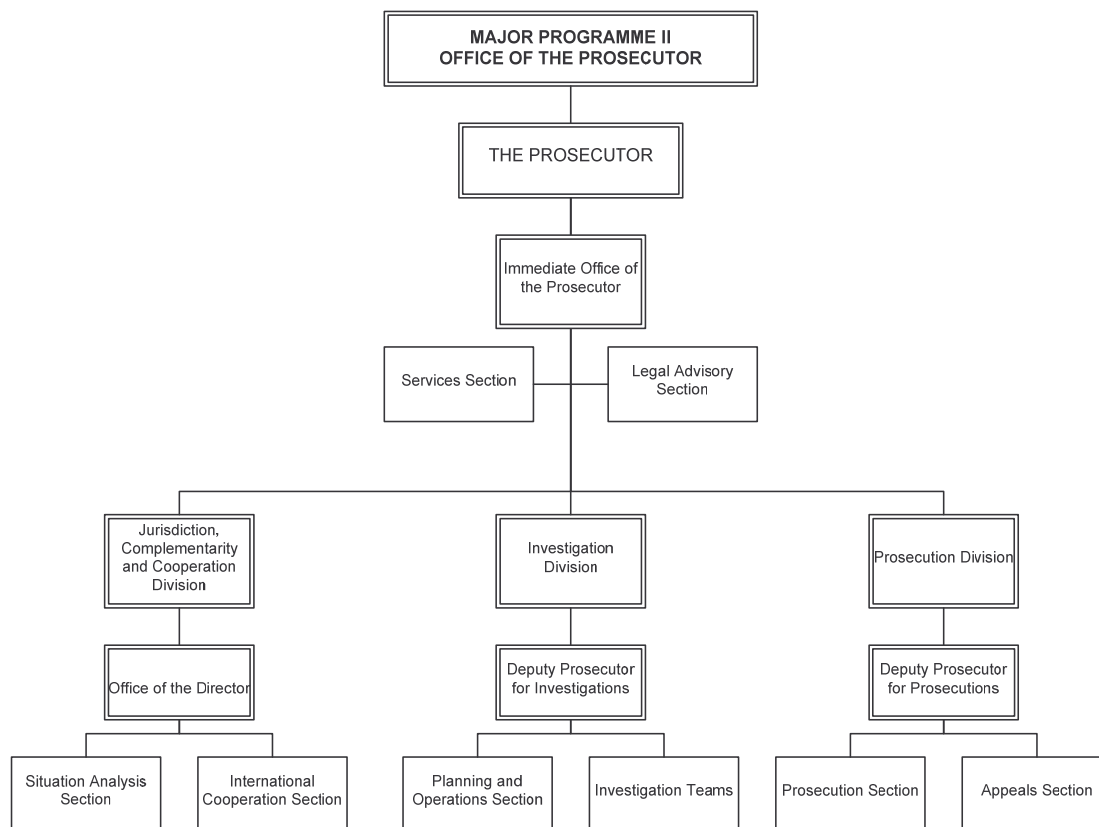 MAJOR PROGRAMME II
OFFICE OF THE PROSECUTOR
THE PROSECUTOR
Immediate Office of
the Prosecutor
Services Section
Legal Advisory
Section
Jurisdiction,
Complementarity
and Cooperation
Division
Investigation
Division
Prosecution Division
Office of the Director
Deputy Prosecutor
for Investigations
Deputy Prosecutor
for Prosecutions
Situation Analysis
Section
International
Cooperation Section
Planning and
Operations Section
Investigation Teams
Prosecution Section
Appeals Section